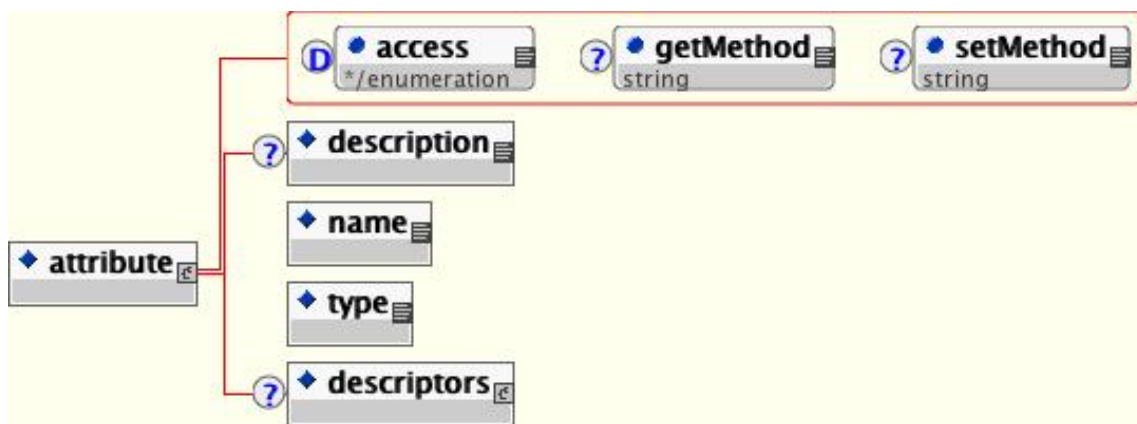 D access ? getMethod ? setMethod
*/enumeration string string
? description
name
attribute
type
? descriptors